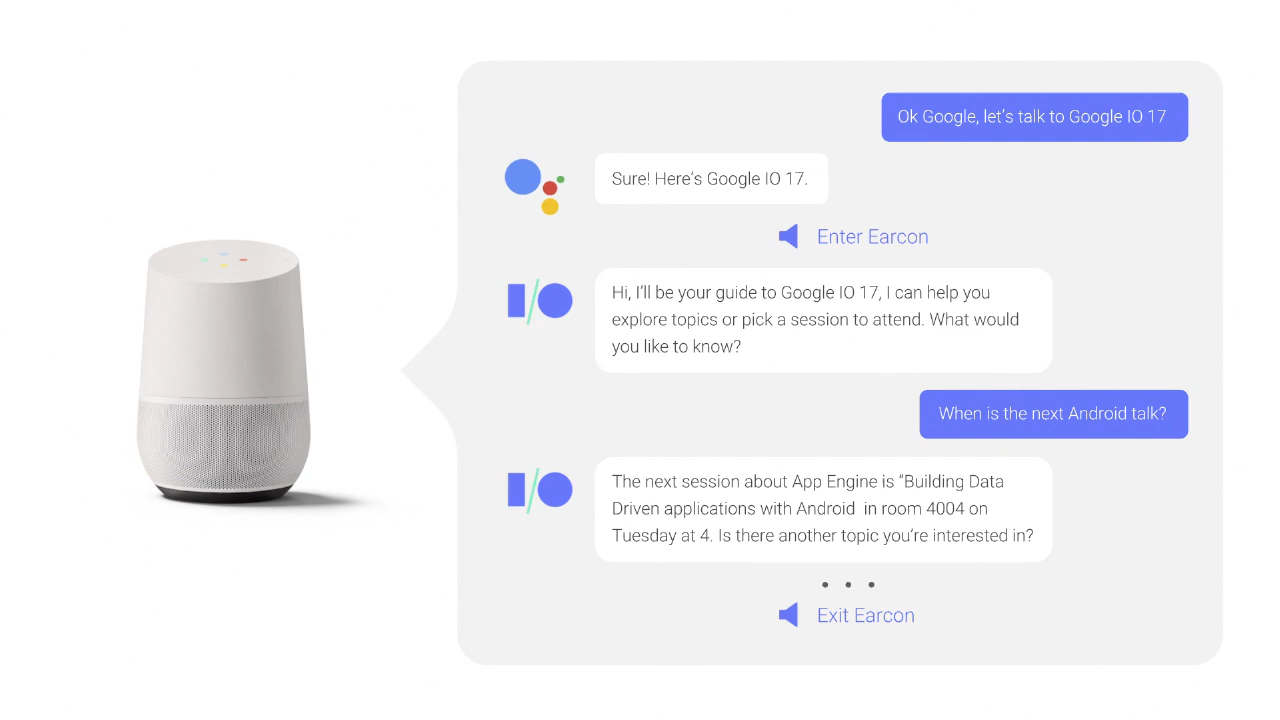 Ok Google, let's talk to Google IO 17
Sure! Here's Google IO 17.
Enter Earcon
I/O
Hi, I'll be your guide to Google IO 17, I can help you
explore topics or pick a session to attend. What would
you like to know?
When is the next Android talk?
I/O
The next session about App Engine is “Building Data
Driven applications with Android  in room 4004 on
Tuesday at 4. Is there another topic you're interested in?
• • •
Exit Earcon